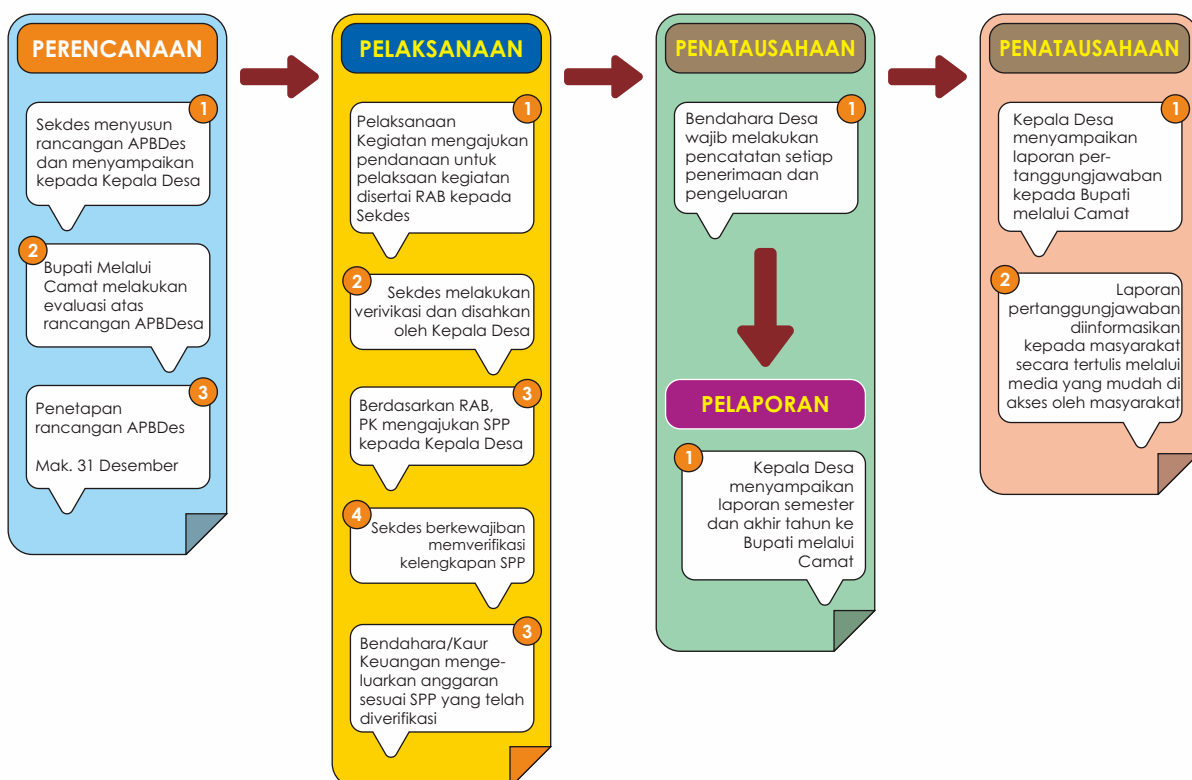 PERENCANAAN
1
Sekdes menyusun
rancangan APBDes
dan menyampaikan
kepada Kepala Desa
2
Bupati Melalui
Camat melakukan
evaluasi atas
rancangan APBDesa
3
Penetapan
rancangan APBDes
Mak. 31 Desember
PELAKSANAAN
1
Pelaksanaan
Kegiatan mengajukan
pendanaan untuk
pelaksaan kegiatan
disertai RAB kepada
Sekdes
2
Sekdes melakukan
verivikasi dan disahkan
oleh Kepala Desa
3
Berdasarkan RAB,
PK mengajukan SPP
kepada Kepala Desa
4
Sekdes berkewajiban
memverifikasi
kelengkapan SPP
3
Bendahara/Kaur
Keuangan menge-
luarkan anggaran
sesuai SPP yang telah
diverifikasi
PENATAUSAHAAN
1
Bendahara Desa
wajib melakukan
pencatatan setiap
penerimaan dan
pengeluaran
PELAPORAN
1
Kepala Desa
menyampaikan
laporan semester
dan akhir tahun ke
Bupati melalui
Camat
PENATAUSAHAAN
1
Kepala Desa
menyampaikan
laporan per-
tanggungjawaban
kepada Bupati
melalui Camat
2
Laporan
pertanggungjawaban
diinformasikan
kepada masyarakat
secara tertulis melalui
media yang mudah di
akses oleh masyarakat